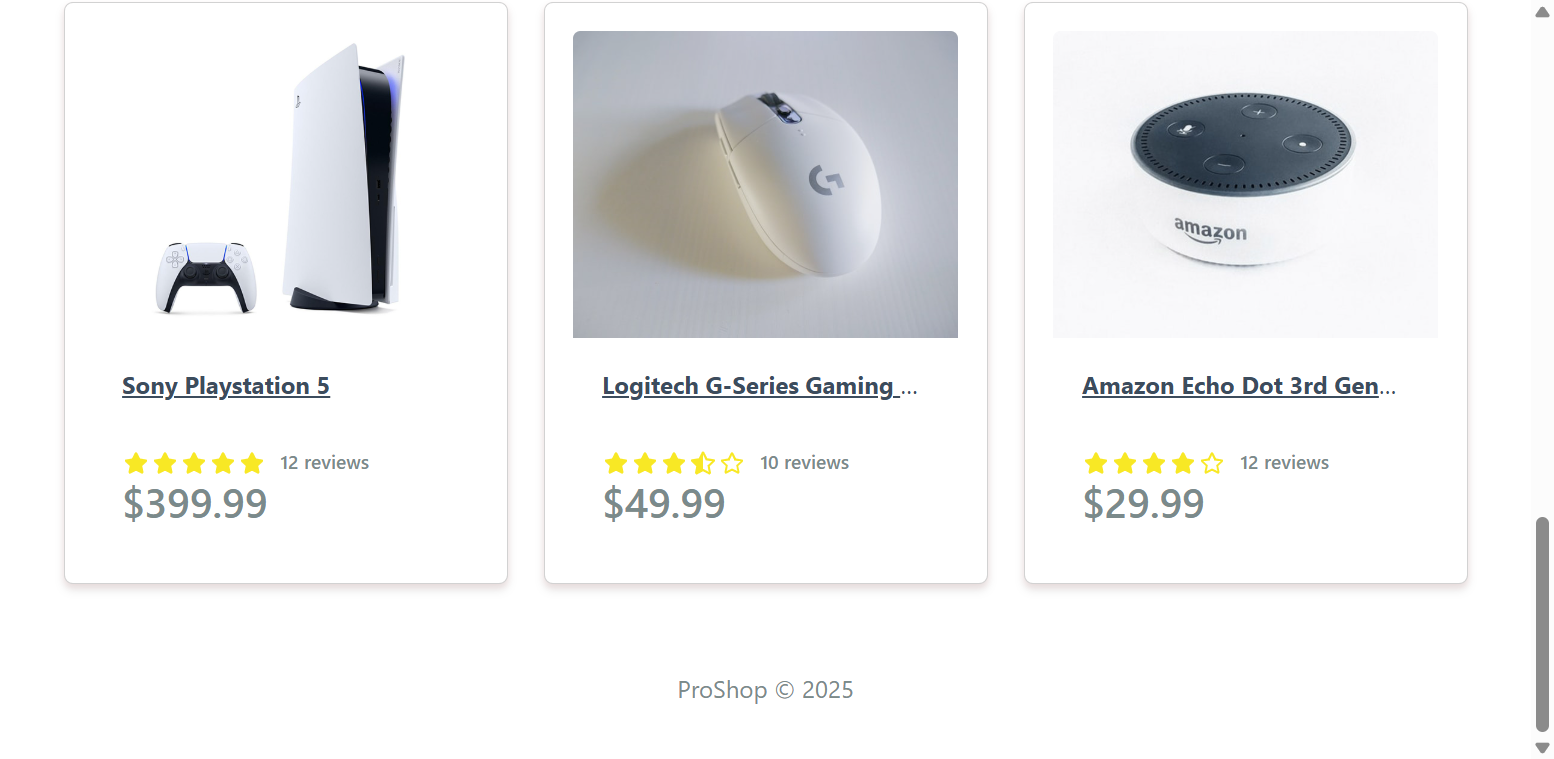 amazon
Sony Playstation 5
Logitech G-Series Gaming ...
Amazon Echo Dot 3rd Gen...
12 reviews
10 reviews
12 reviews
$399.99
$49.99
$29.99
ProShop © 2025